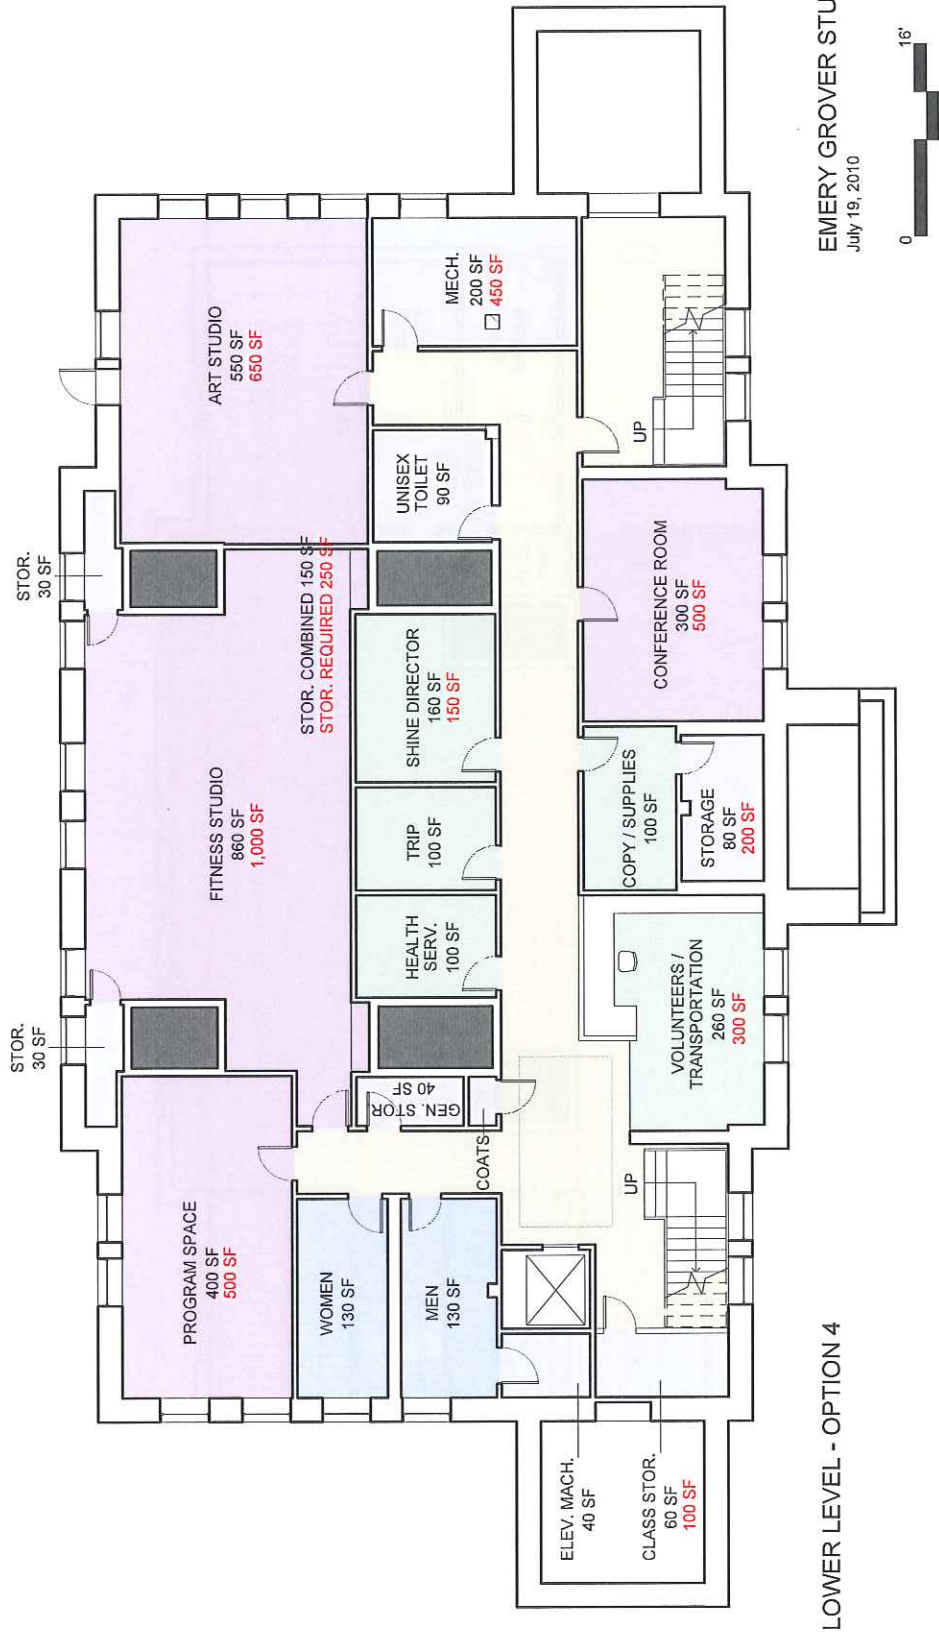 STOR.
30 SF
STOR.
30 SF
PROGRAM SPACE
400 SF
500 SF
FITNESS STUDIO
860 SF
1,000 SF
ART STUDIO
550 SF
650 SF
STOR. COMBINED 150 SF
STOR. REQUIRED 250 SF
WOMEN
130 SF
MEN
130 SF
GEN. STOR
40 SF
COATS
HEALTH
SERV.
100 SF
TRIP
100 SF
SHINE DIRECTOR
160 SF
150 SF
UNISEX
TOILET
90 SF
MECH.
200 SF
450 SF
ELEV. MACH.
40 SF
CLASS STOR.
60 SF
100 SF
UP
VOLUNTEERS /
TRANSPORTATION
260 SF
300 SF
COPY / SUPPLIES
100 SF
STORAGE
80 SF
200 SF
CONFERENCE ROOM
300 SF
500 SF
UP
LOWER LEVEL - OPTION 4
EMERY GROVER STU
July 19, 2010
0
16'